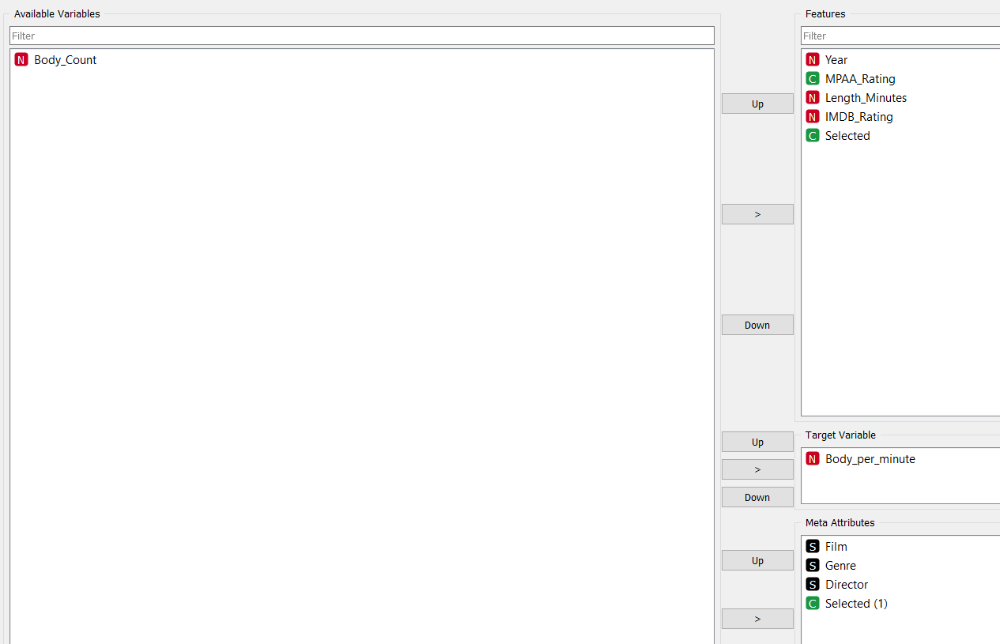 Available Variables
Filter
N Body_Count
Up
>
Down
Up
>
Down
Up
>
Features
Filter
N Year
C MPAA_Rating
N Length_Minutes
N IMDB_Rating
C Selected
Target Variable
N Body_per_minute
Meta Attributes
S Film
S Genre
S Director
C Selected (1)